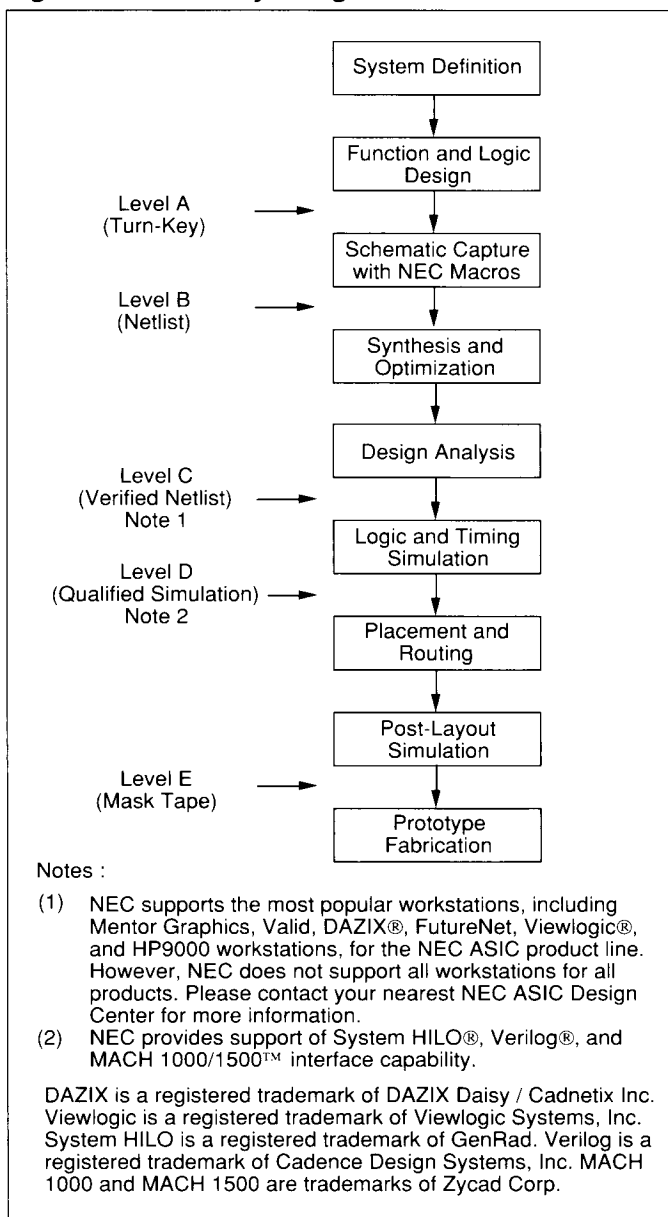 System Definition
Function and Logic
Design
Level A
(Turn-Key)
Schematic Capture
with NEC Macros
Level B
(Netlist)
Synthesis and
Optimization
Design Analysis
Level C
(Verified Netlist)
Note 1
Logic and Timing
Simulation
Level D
(Qualified Simulation)
Note 2
Placement and
Routing
Post-Layout
Simulation
Level E
(Mask Tape)
Prototype
Fabrication
Notes :
(1) NEC supports the most popular workstations, including
Mentor Graphics, Valid, DAZIX®, FutureNet, Viewlogic®,
and HP9000 workstations, for the NEC ASIC product line.
However, NEC does not support all workstations for all
products. Please contact your nearest NEC ASIC Design
Center for more information.
(2) NEC provides support of System HILO®, Verilog®, and
MACH 1000/1500™ interface capability.
DAZIX is a registered trademark of DAZIX Daisy / Cadnetix Inc.
Viewlogic is a registered trademark of Viewlogic Systems, Inc.
System HILO is a registered trademark of GenRad. Verilog is a
registered trademark of Cadence Design Systems, Inc. MACH
1000 and MACH 1500 are trademarks of Zycad Corp.